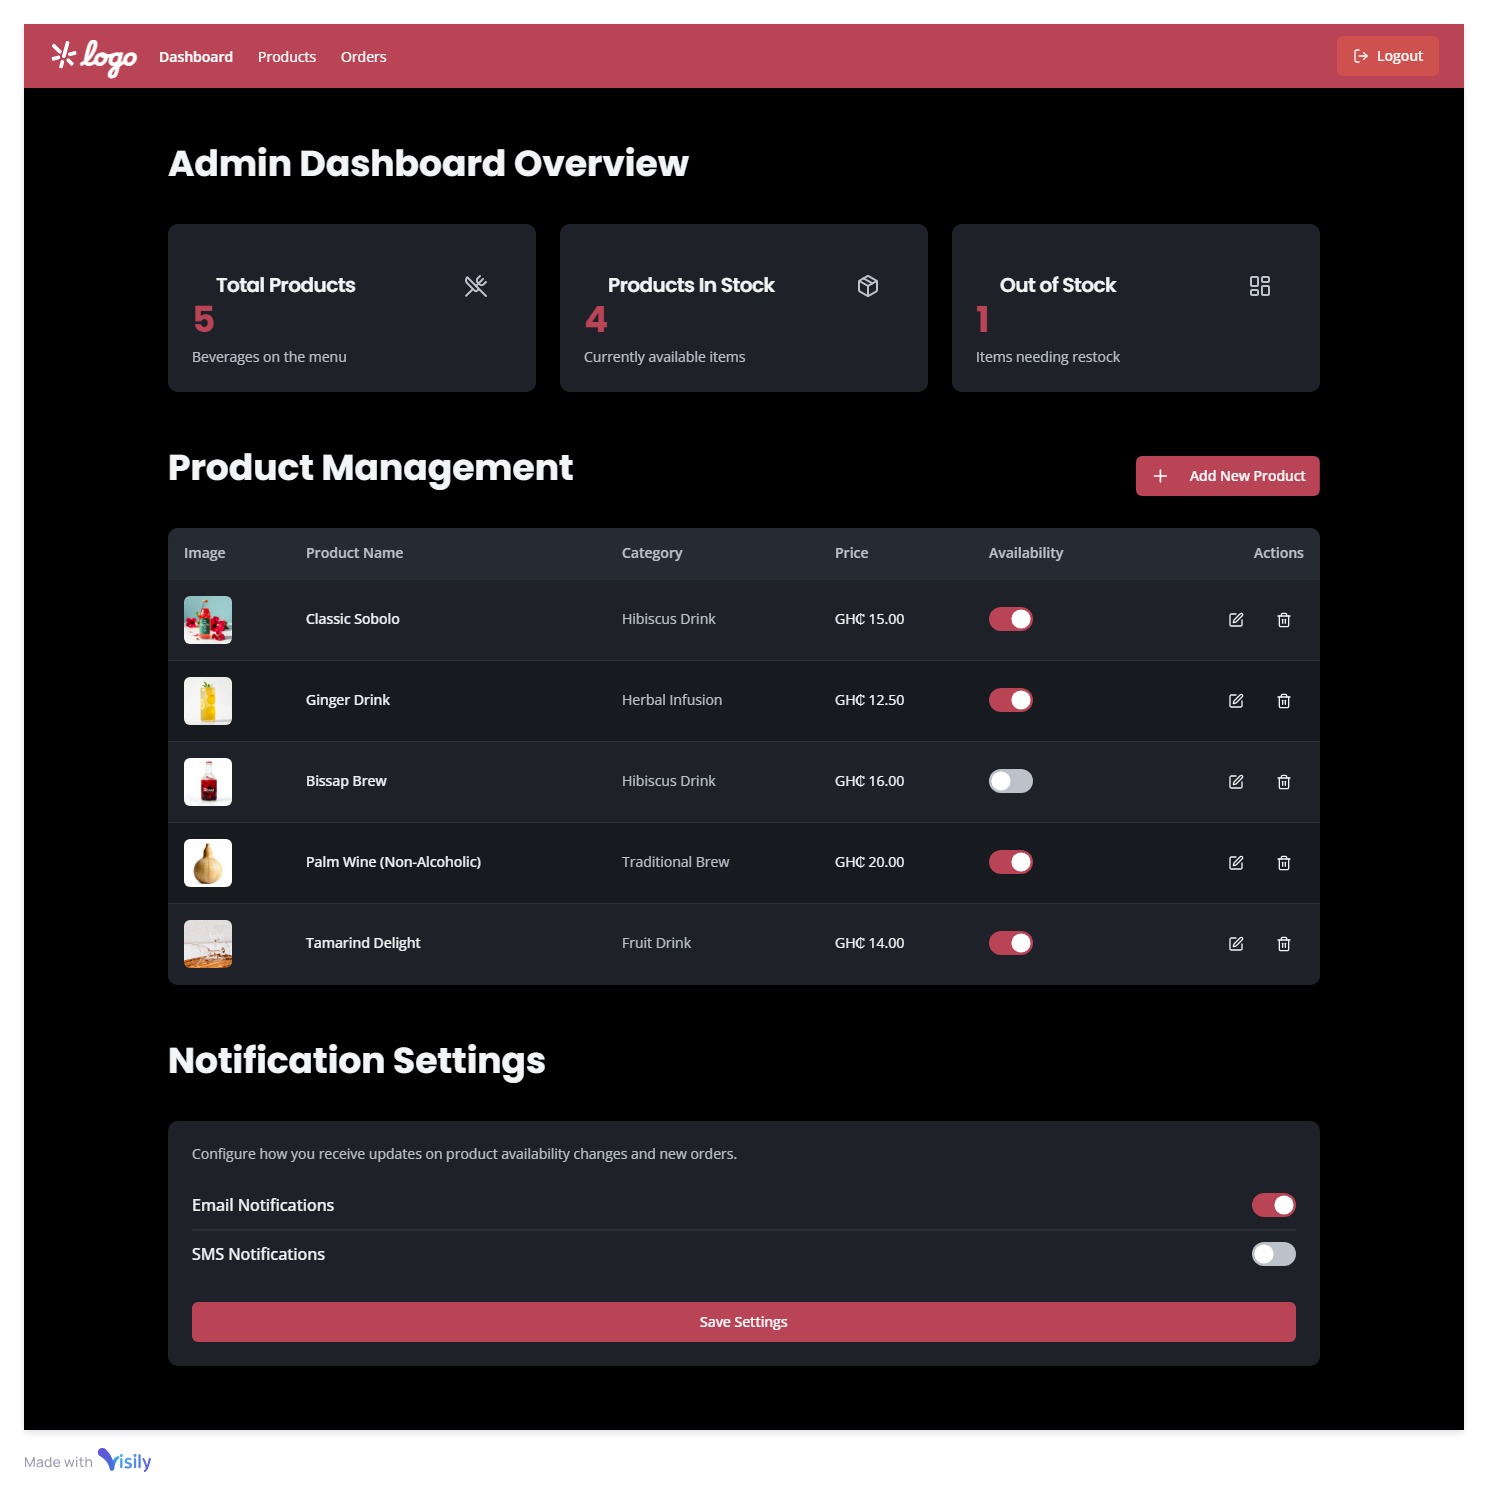 logo Dashboard Products Orders Logout
Admin Dashboard Overview
Total Products
5
Beverages on the menu
Products In Stock
4
Currently available items
Out of Stock
1
Items needing restock
Product Management
Add New Product
Image Product Name Category Price Availability Actions
Classic Sobolo Hibiscus Drink GH₵ 15.00
Ginger Drink Herbal Infusion GH₵ 12.50
Bissap Brew Hibiscus Drink GH₵ 16.00
Palm Wine (Non-Alcoholic) Traditional Brew GH₵ 20.00
Tamarind Delight Fruit Drink GH₵ 14.00
Notification Settings
Configure how you receive updates on product availability changes and new orders.
Email Notifications
SMS Notifications
Save Settings
Made with Visily